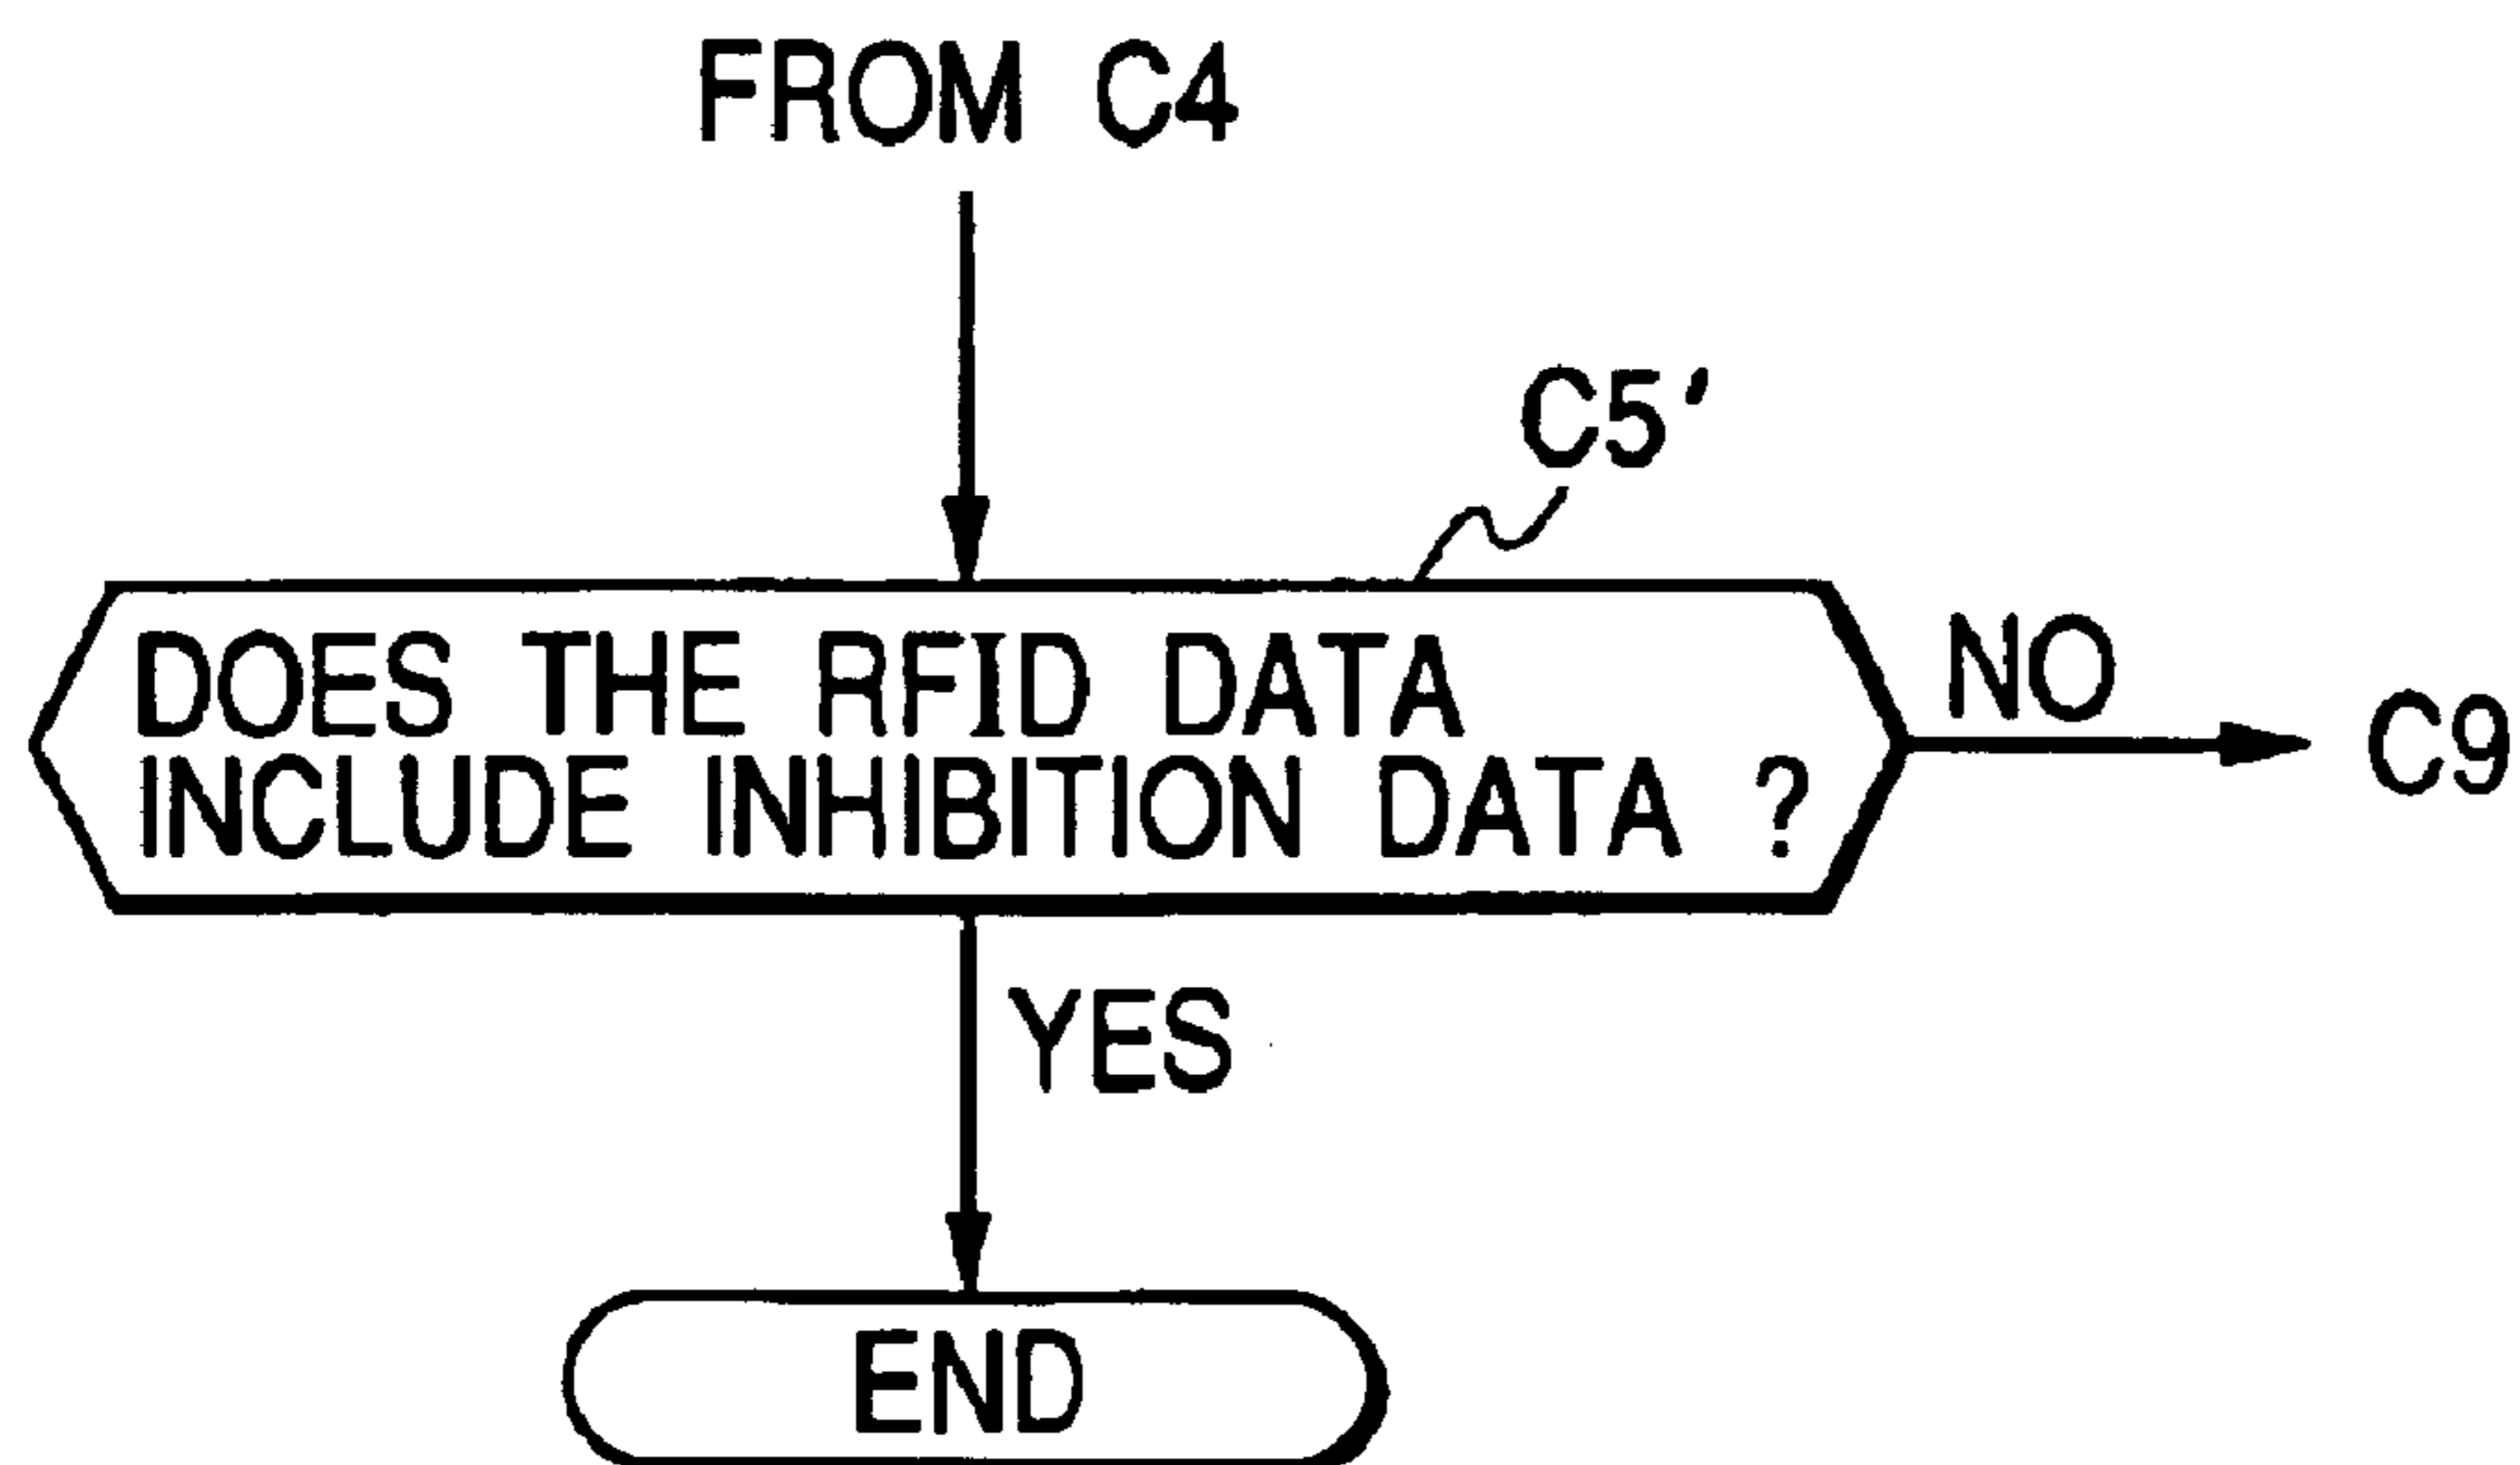 FROM C4
C5'
DOES THE RFID DATA
INCLUDE INHIBITION DATA ?
NO
C9
YES
END